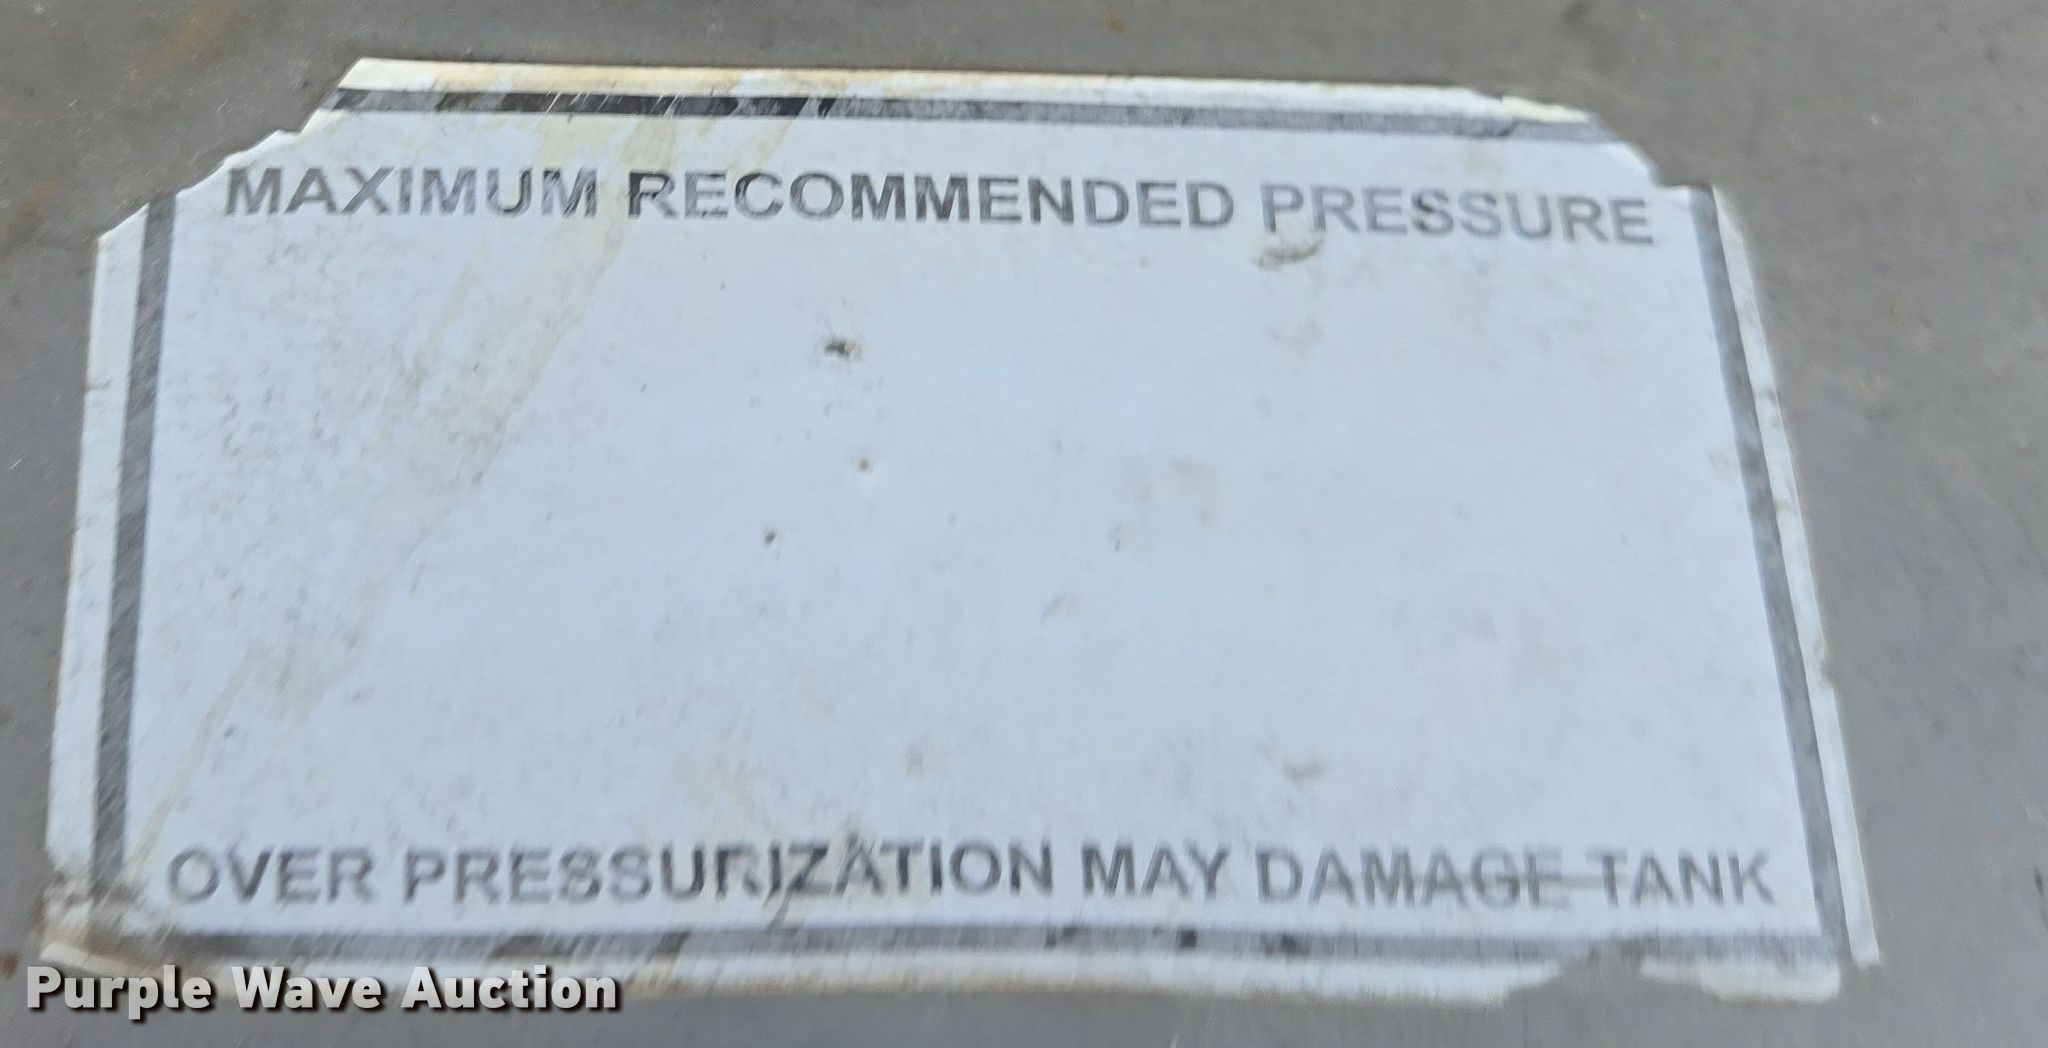 MAXIMUM RECOMMENDED PRESSURE
OVER PRESSURIZATION MAY DAMAGE TANK
Purple Wave Auction